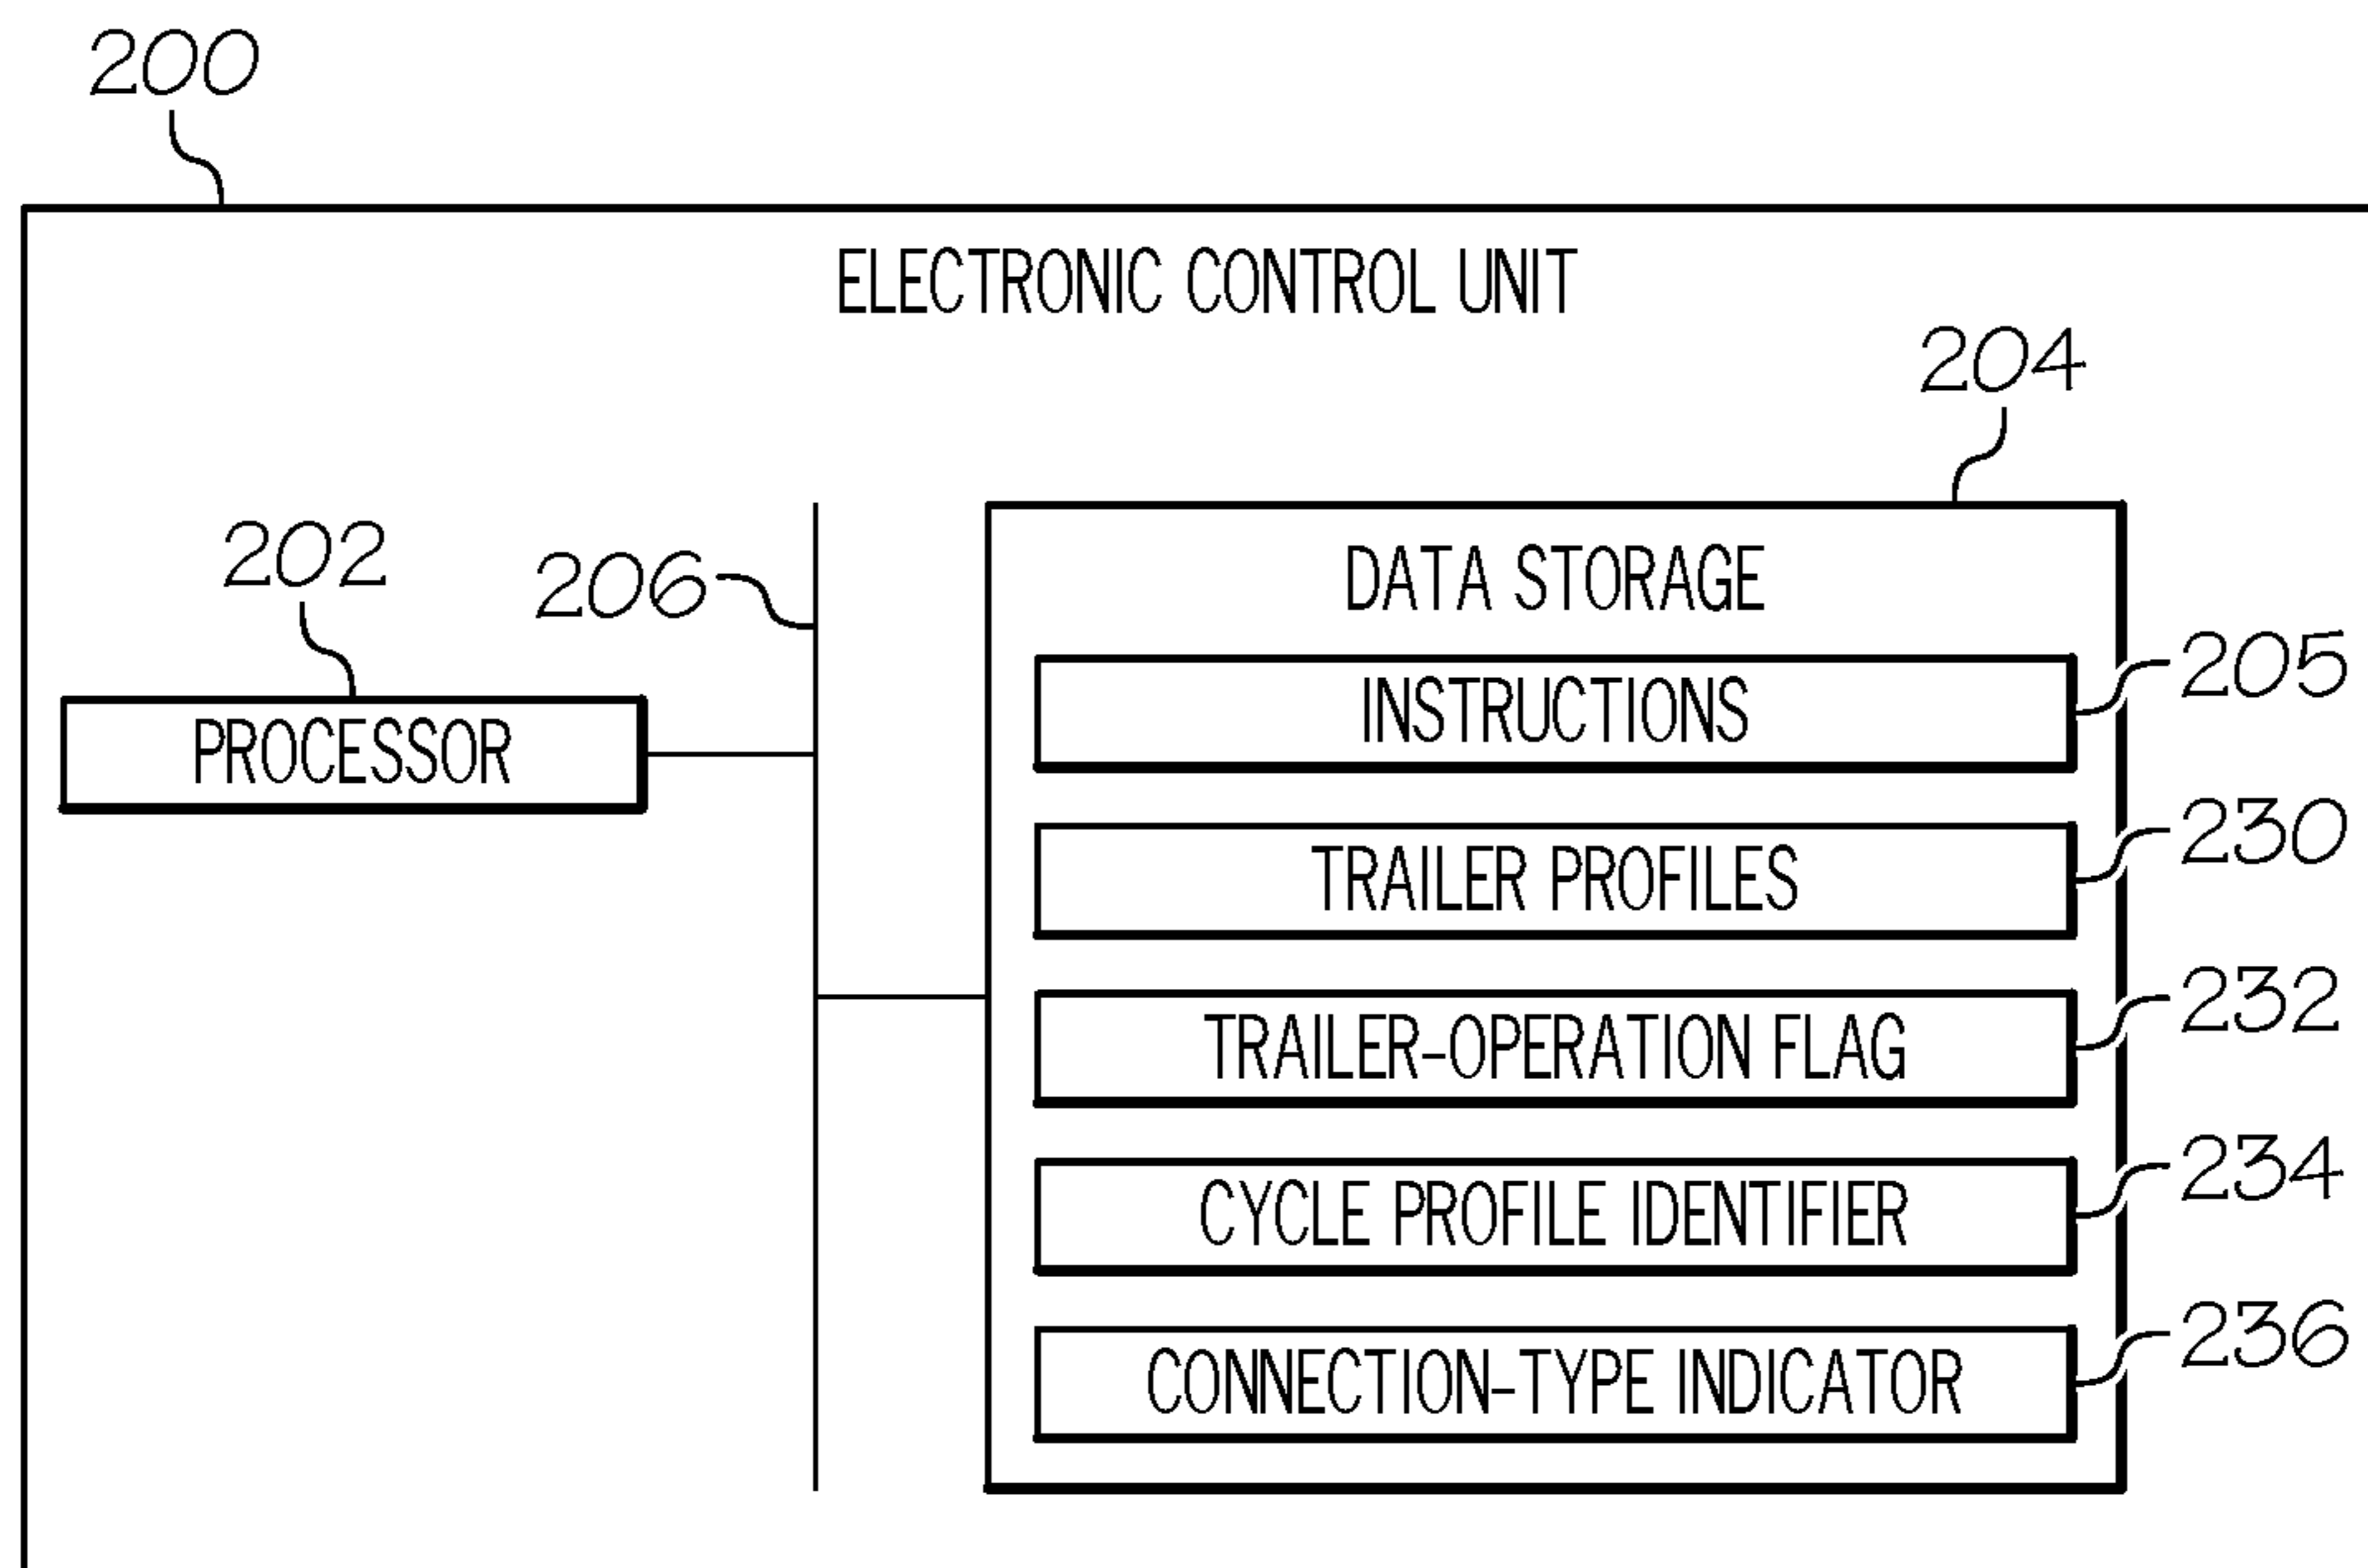 200
ELECTRONIC CONTROL UNIT
204
202
206
DATA STORAGE
205
INSTRUCTIONS
PROCESSOR
230
TRAILER PROFILES
232
TRAILER-OPERATION FLAG
234
CYCLE PROFILE IDENTIFIER
236
CONNECTION-TYPE INDICATOR